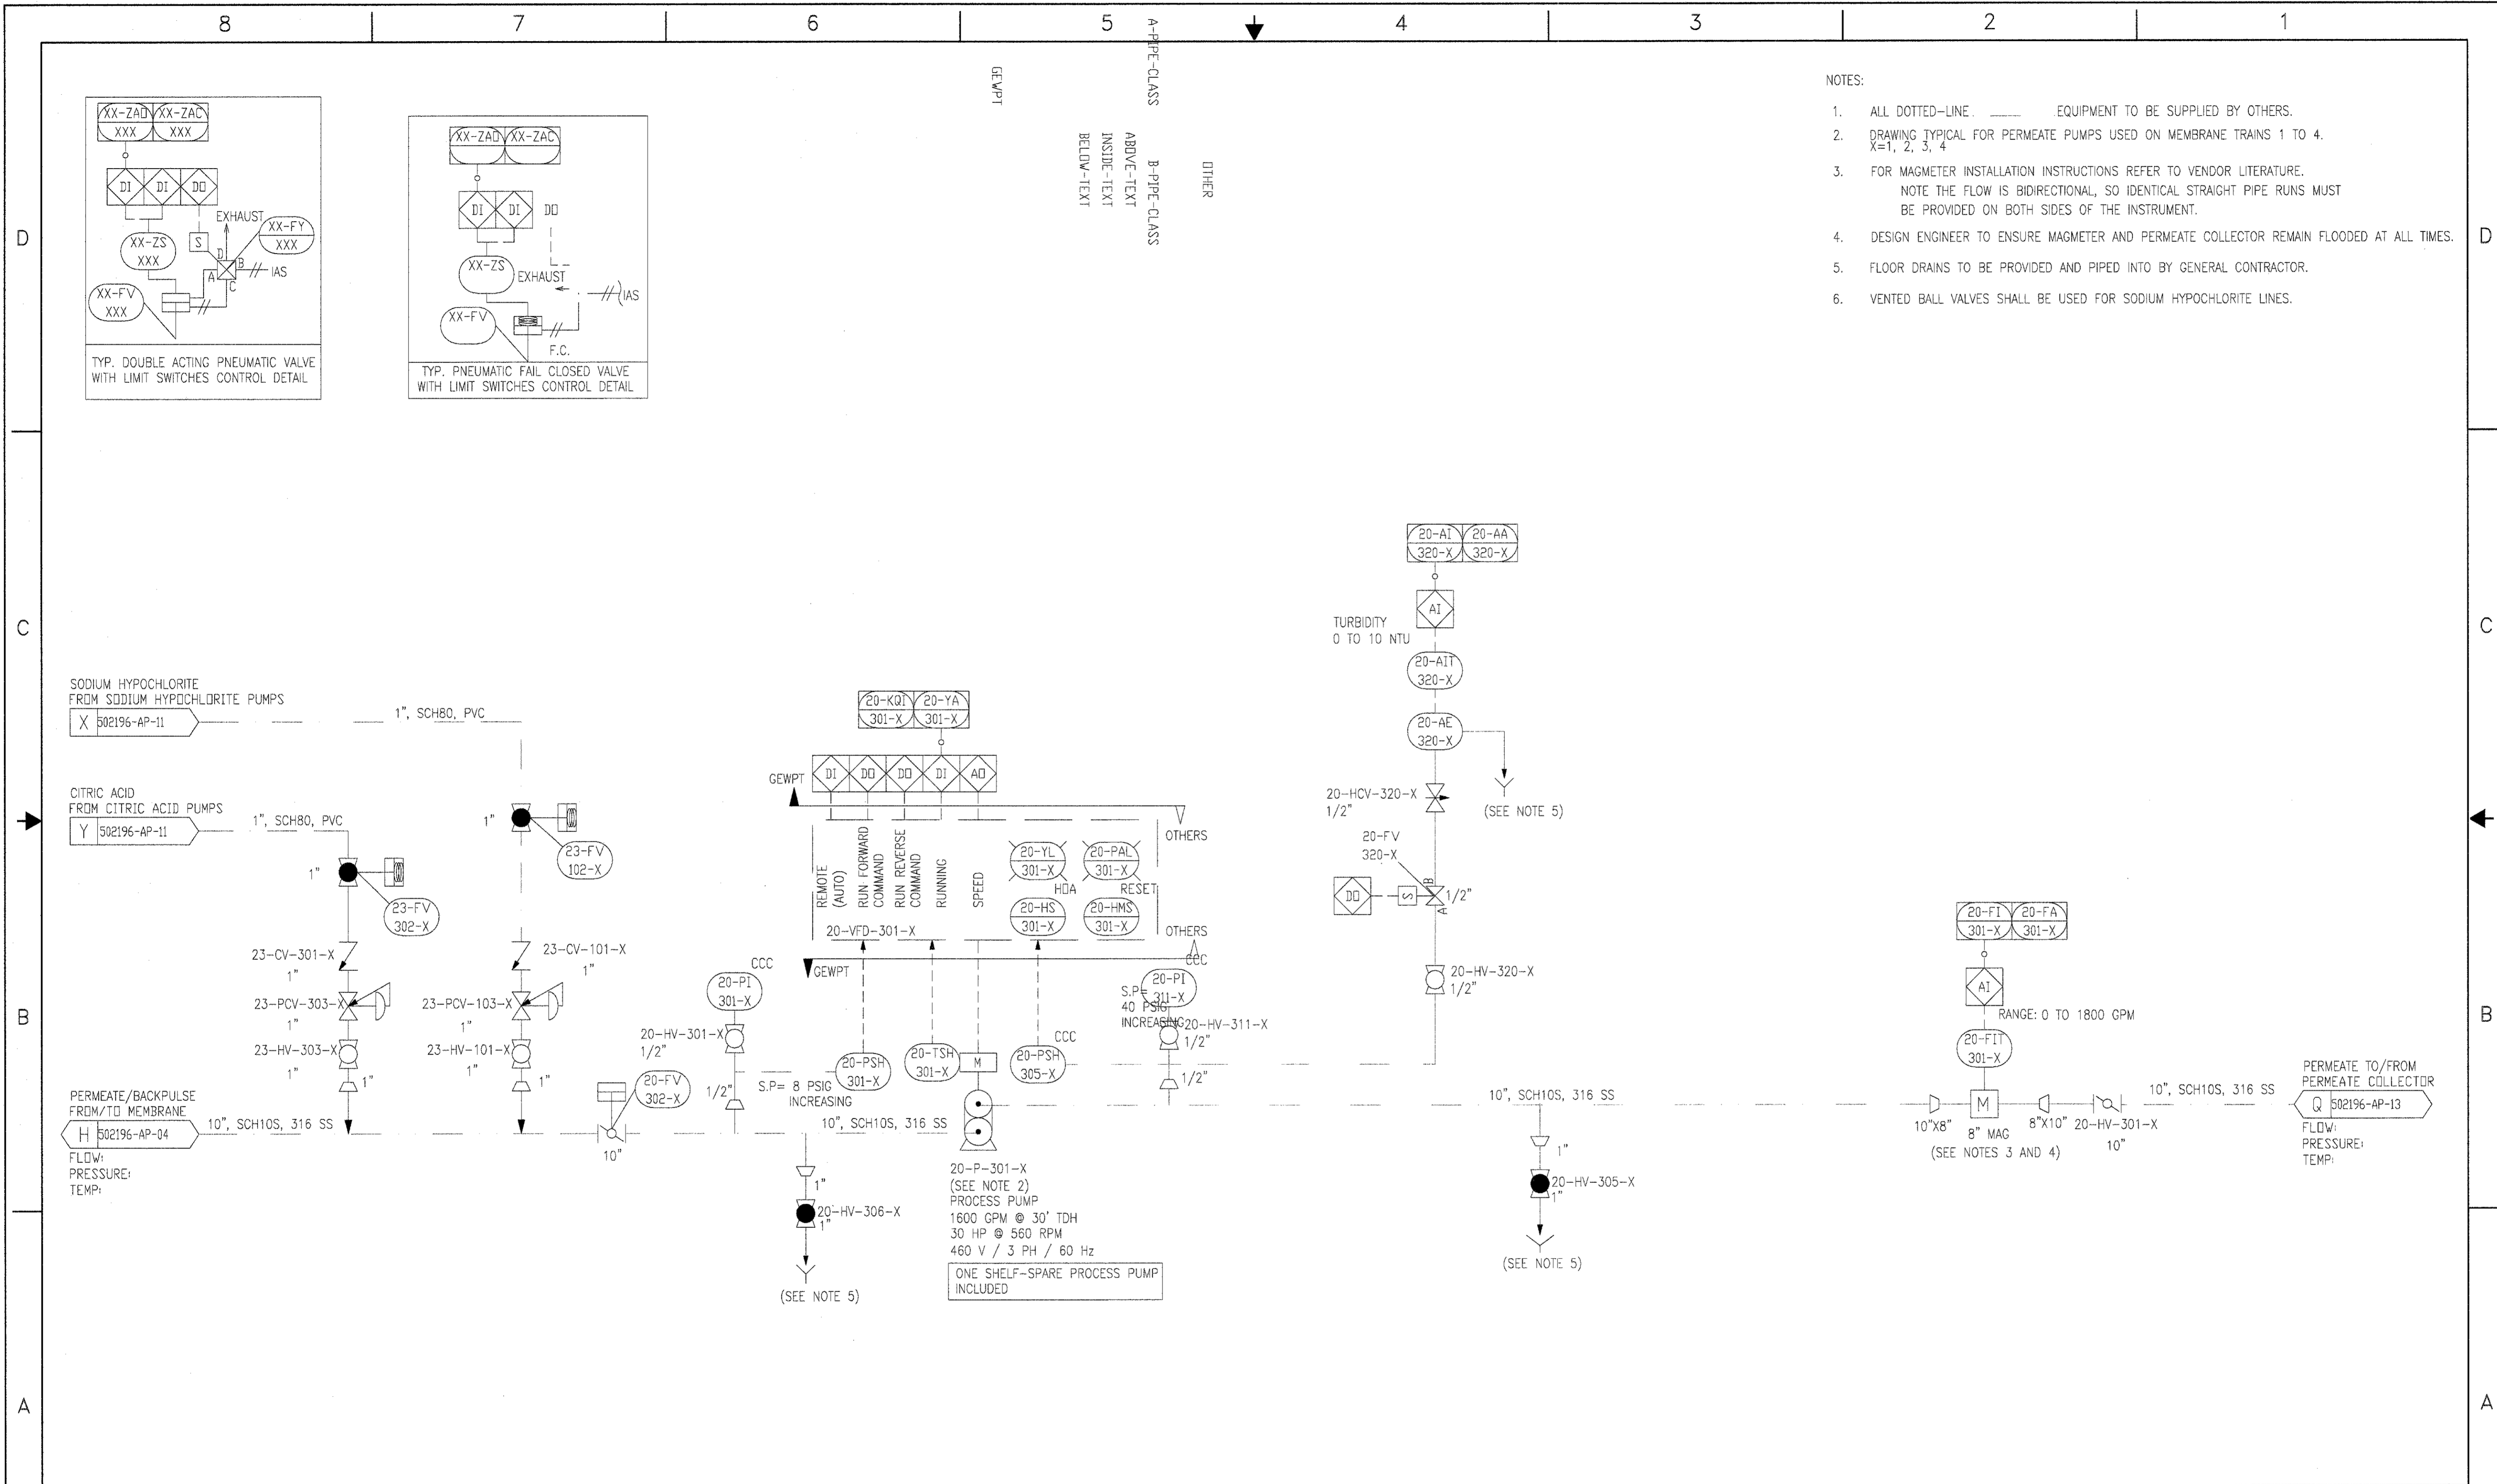 8 7 6 5 4 3 2 1
A-PIPE-CLASS
GEWPT
B-PIPE-CLASS
ABOVE-TEXT
INSIDE-TEXT
BELOW-TEXT
OTHER
NOTES:
1. ALL DOTTED-LINE. EQUIPMENT TO BE SUPPLIED BY OTHERS.
2. DRAWING TYPICAL FOR PERMEATE PUMPS USED ON MEMBRANE TRAINS 1 TO 4.
X=1, 2, 3, 4
3. FOR MAGMETER INSTALLATION INSTRUCTIONS REFER TO VENDOR LITERATURE.
NOTE THE FLOW IS BIDIRECTIONAL, SO IDENTICAL STRAIGHT PIPE RUNS MUST
BE PROVIDED ON BOTH SIDES OF THE INSTRUMENT.
4. DESIGN ENGINEER TO ENSURE MAGMETER AND PERMEATE COLLECTOR REMAIN FLOODED AT ALL TIMES.
5. FLOOR DRAINS TO BE PROVIDED AND PIPED INTO BY GENERAL CONTRACTOR.
6. VENTED BALL VALVES SHALL BE USED FOR SODIUM HYPOCHLORITE LINES.
XX-ZAO XX-ZAC
XXX XXX
DI DI DO
EXHAUST
XX-FY
XXX
XX-ZS
XXX
S
D
B
A
C
IAS
XX-FV
XXX
TYP. DOUBLE ACTING PNEUMATIC VALVE
WITH LIMIT SWITCHES CONTROL DETAIL
XX-ZAO XX-ZAC
DI DI DO
XX-ZS
EXHAUST
IAS
XX-FV
F.C.
TYP. PNEUMATIC FAIL CLOSED VALVE
WITH LIMIT SWITCHES CONTROL DETAIL
D D
C C
B B
A A
SODIUM HYPOCHLORITE
FROM SODIUM HYPOCHLORITE PUMPS
X 502196-AP-11
1", SCH80, PVC
CITRIC ACID
FROM CITRIC ACID PUMPS
Y 502196-AP-11
1", SCH80, PVC
1"
23-FV
302-X
1"
23-FV
102-X
23-CV-301-X
1"
23-CV-101-X
1"
23-PCV-303-X
1"
23-PCV-103-X
1"
23-HV-303-X
1"
1"
23-HV-101-X
1"
1"
PERMEATE/BACKPULSE
FROM/TO MEMBRANE
H 502196-AP-04
FLOW:
PRESSURE:
TEMP:
10", SCH10S, 316 SS
20-FV
302-X
10"
CCC
20-PI
301-X
20-HV-301-X
1/2"
1/2"
S.P= 8 PSIG
INCREASING
10", SCH10S, 316 SS
1"
20-HV-306-X
1"
(SEE NOTE 5)
20-KQI 20-YA
301-X 301-X
DI DO DO DI AO
GEWPT
OTHERS
REMOTE
(AUTO)
RUN FORWARD
COMMAND
RUN REVERSE
COMMAND
RUNNING
SPEED
20-YL
301-X
20-PAL
301-X
HOA
RESET
20-HS
301-X
20-HMS
301-X
20-VFD-301-X
OTHERS
GEWPT
20-PSH
301-X
20-TSH
301-X
M
20-PSH
305-X
CCC
CCC
20-PI
311-X
S.P=
40 PSIG
INCREASING
20-HV-311-X
1/2"
1/2"
20-P-301-X
(SEE NOTE 2)
PROCESS PUMP
1600 GPM @ 30' TDH
30 HP @ 560 RPM
460 V / 3 PH / 60 Hz
ONE SHELF-SPARE PROCESS PUMP
INCLUDED
20-AI 20-AA
320-X 320-X
AI
TURBIDITY
0 TO 10 NTU
20-AIT
320-X
20-AE
320-X
20-HCV-320-X
1/2"
(SEE NOTE 5)
20-FV
320-X
DO
S
B
A
1/2"
20-HV-320-X
1/2"
10", SCH10S, 316 SS
1"
20-HV-305-X
1"
(SEE NOTE 5)
20-FI 20-FA
301-X 301-X
AI
RANGE: 0 TO 1800 GPM
20-FIT
301-X
M
10"X8"
8" MAG
8"X10"
20-HV-301-X
10"
(SEE NOTES 3 AND 4)
10", SCH10S, 316 SS
PERMEATE TO/FROM
PERMEATE COLLECTOR
Q 502196-AP-13
FLOW:
PRESSURE:
TEMP: